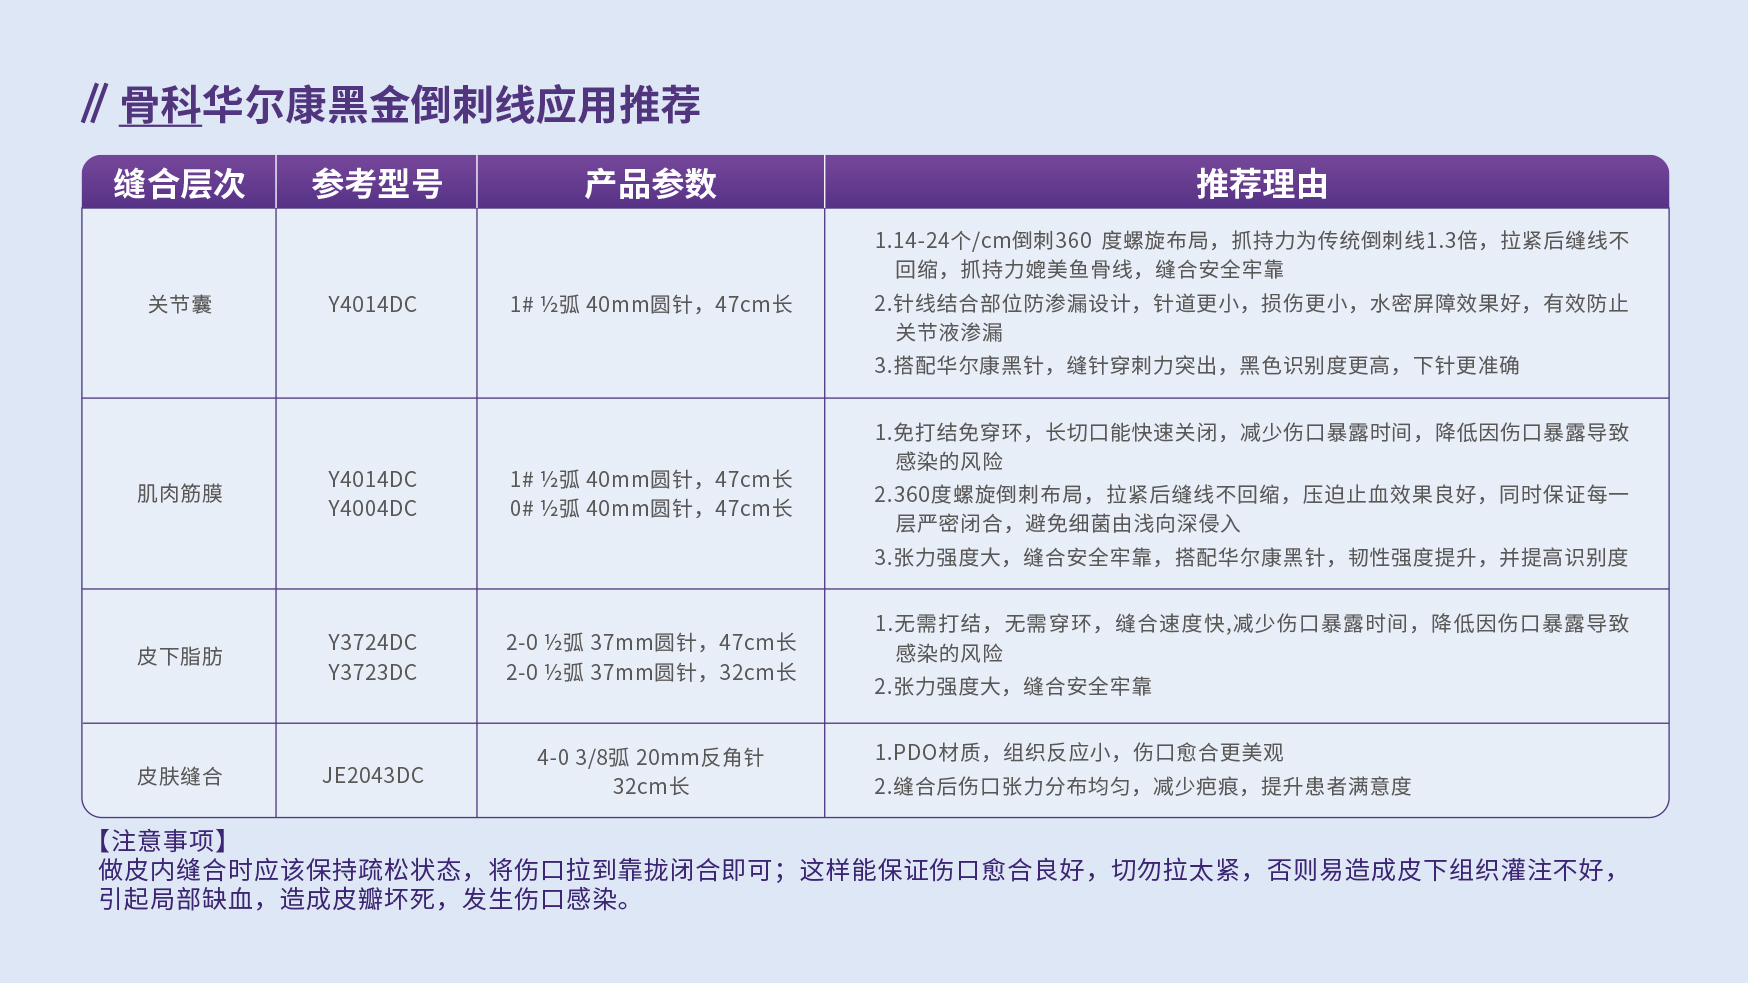 // 骨科华尔康黑金倒刺线应用推荐
缝合层次 参考型号 产品参数 推荐理由
关节囊
Y4014DC
1# ½弧 40mm圆针，47cm长
1.14-24个/cm倒刺360 度螺旋布局，抓持力为传统倒刺线1.3倍，拉紧后缝线不
回缩，抓持力媲美鱼骨线，缝合安全牢靠
2.针线结合部位防渗漏设计，针道更小，损伤更小，水密屏障效果好，有效防止
关节液渗漏
3.搭配华尔康黑针，缝针穿刺力突出，黑色识别度更高，下针更准确
肌肉筋膜
Y4014DC
Y4004DC
1# ½弧 40mm圆针，47cm长
0# ½弧 40mm圆针，47cm长
1.免打结免穿环，长切口能快速关闭，减少伤口暴露时间，降低因伤口暴露导致
感染的风险
2.360度螺旋倒刺布局，拉紧后缝线不回缩，压迫止血效果良好，同时保证每一
层严密闭合，避免细菌由浅向深侵入
3.张力强度大，缝合安全牢靠，搭配华尔康黑针，韧性强度提升，并提高识别度
皮下脂肪
Y3724DC
Y3723DC
2-0 ½弧 37mm圆针，47cm长
2-0 ½弧 37mm圆针，32cm长
1.无需打结，无需穿环，缝合速度快,减少伤口暴露时间，降低因伤口暴露导致
感染的风险
2.张力强度大，缝合安全牢靠
皮肤缝合
JE2043DC
4-0 3/8弧 20mm反角针
32cm长
1.PDO材质，组织反应小，伤口愈合更美观
2.缝合后伤口张力分布均匀，减少疤痕，提升患者满意度
【注意事项】
做皮内缝合时应该保持疏松状态，将伤口拉到靠拢闭合即可；这样能保证伤口愈合良好，切勿拉太紧，否则易造成皮下组织灌注不好，
引起局部缺血，造成皮瓣坏死，发生伤口感染。